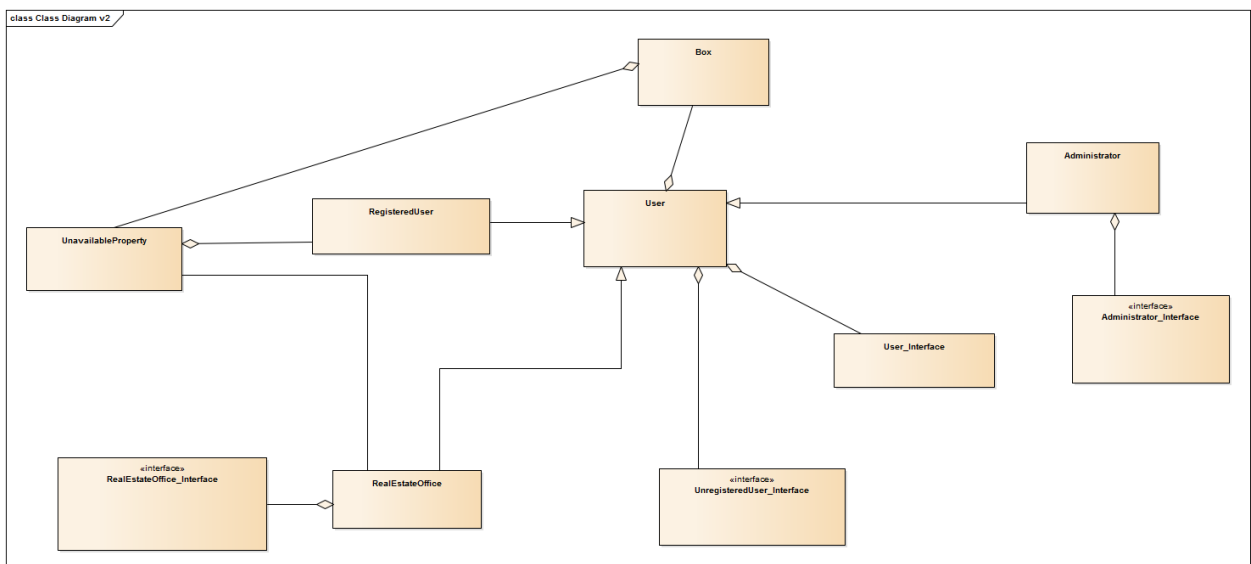 class Class Diagram v2
Box
Administrator
User
RegisteredUser
UnavailableProperty
«interface»
Administrator_Interface
User_Interface
«interface»
RealEstateOffice_Interface
RealEstateOffice
«interface»
UnregisteredUser_Interface